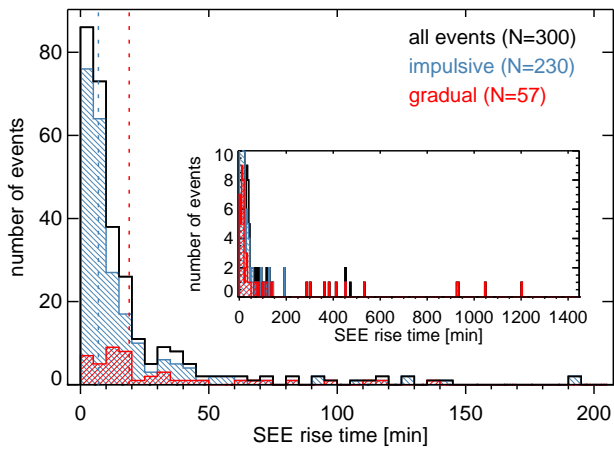 all events (N=300)
impulsive (N=230)
gradual (N=57)
number of events
80
60
40
20
0
0 50 100 150 200
SEE rise time [min]
number of events
10
8
6
4
2
0
0 200 400 600 800 1000 1200 1400
SEE rise time [min]